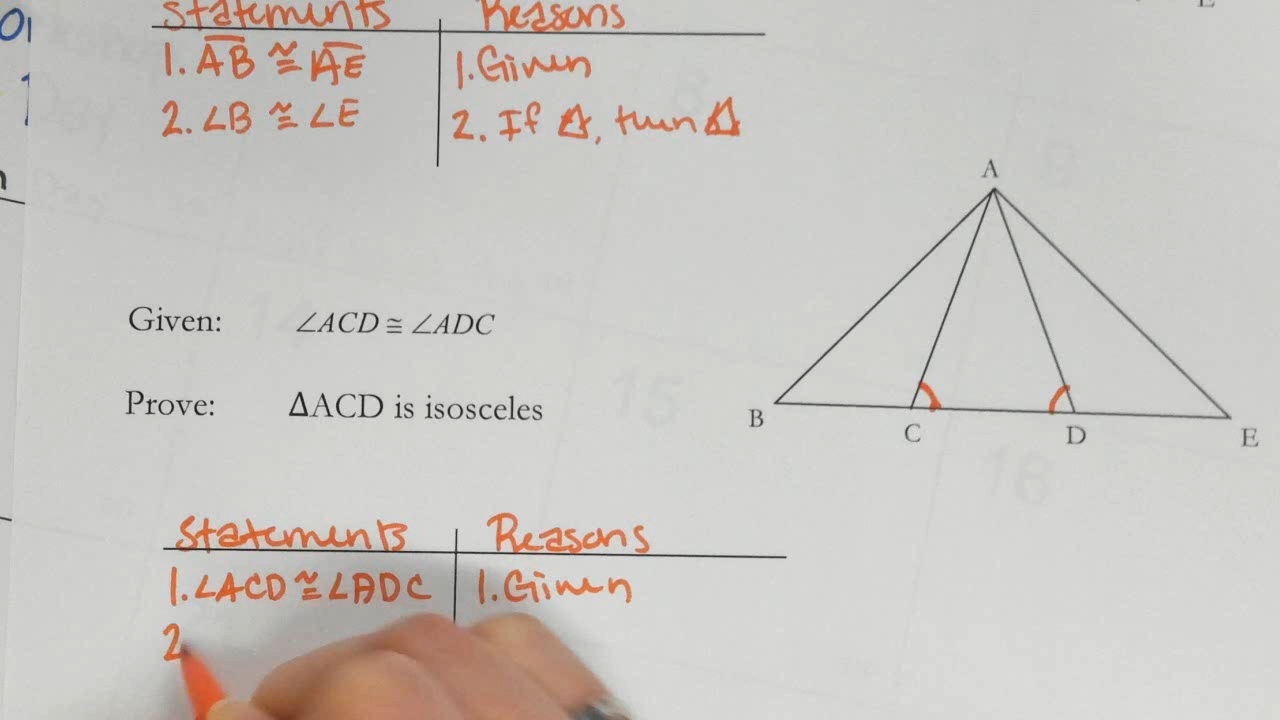 Statements Reasons
1. AB ≅ AE 1. Given
2. ∠B ≅ ∠E 2. If △, then △
A
Given: ∠ACD ≅ ∠ADC
Prove: ΔACD is isosceles
B C D E
Statements Reasons
1. ∠ACD ≅ ∠ADC 1. Given
2